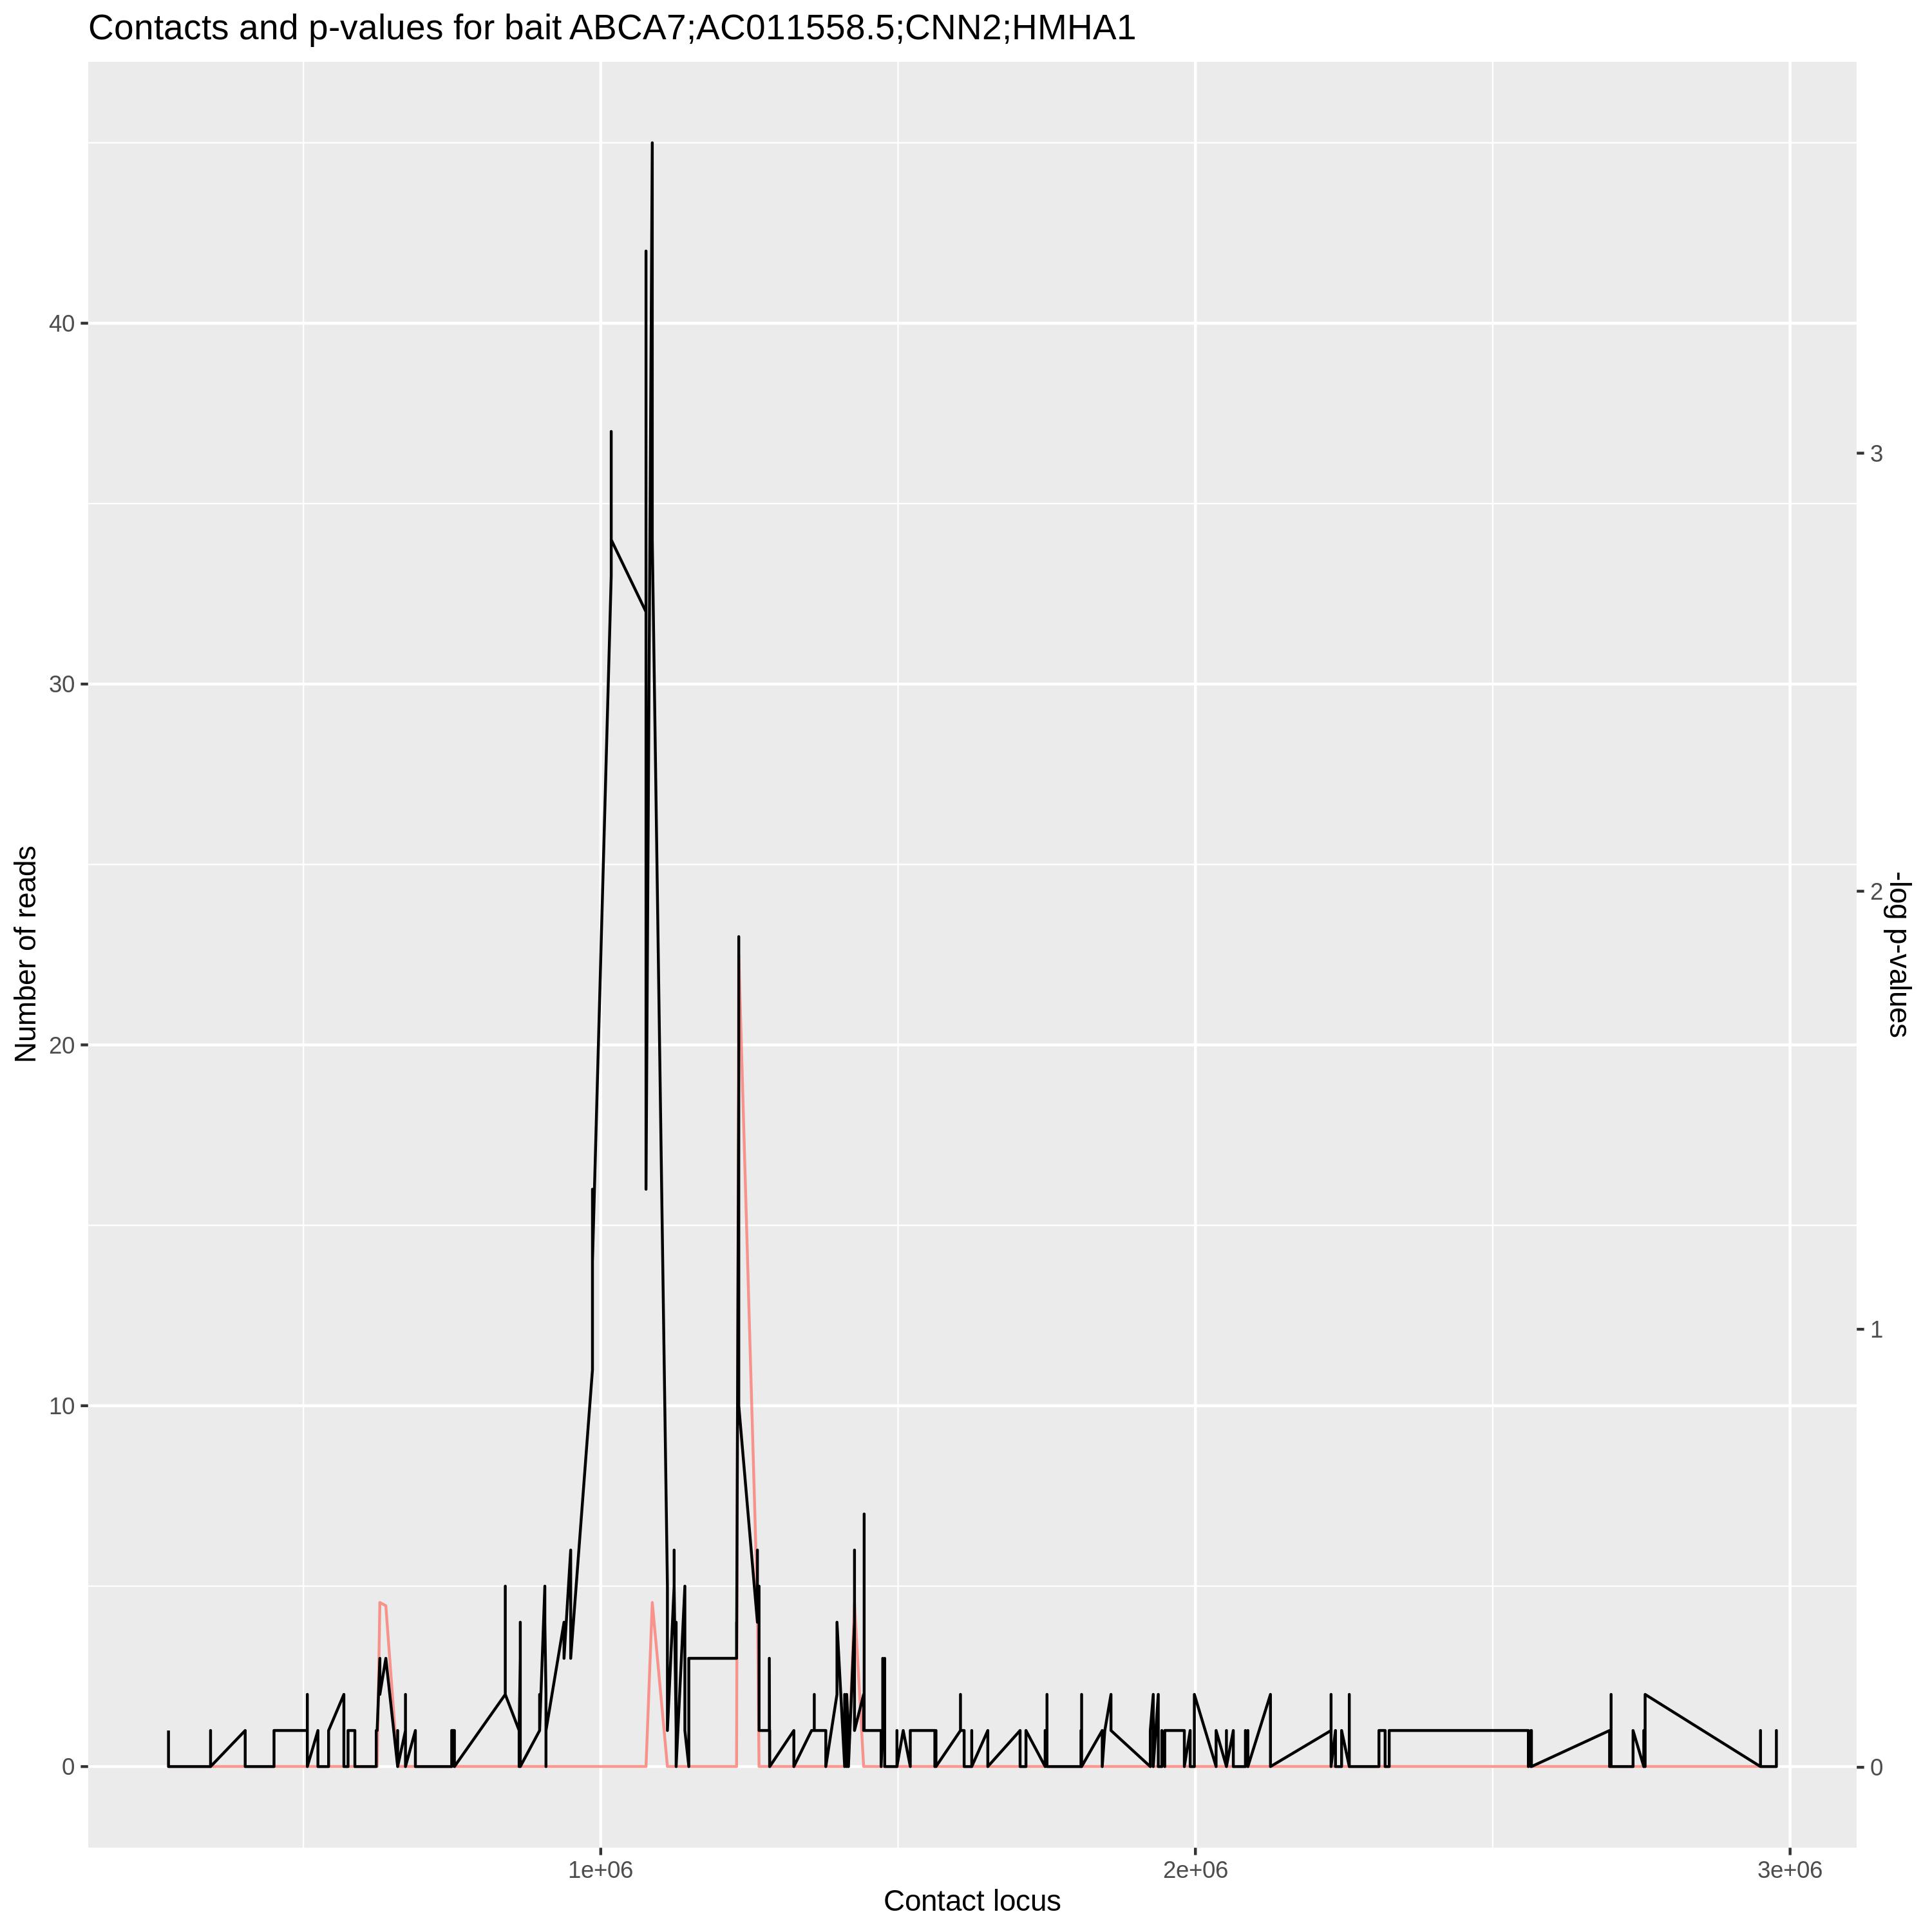 Contacts and p-values for bait ABCA7;AC011558.5;CNN2;HMHA1
Number of reads
40
30
20
10
0
3
2
1
0
-log p-values
1e+06
2e+06
3e+06
Contact locus